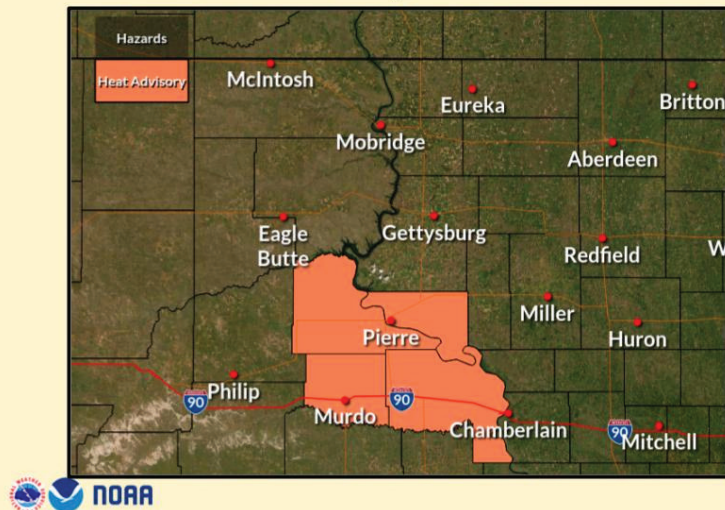 Hazards
Heat Advisory
McIntosh
Eureka
Britton
Mobridge
Aberdeen
Eagle
Butte
Gettysburg
Redfield
W
Miller
Pierre
Huron
Philip
90
Murdo
90
Chamberlain
90
Mitchell
NOAA